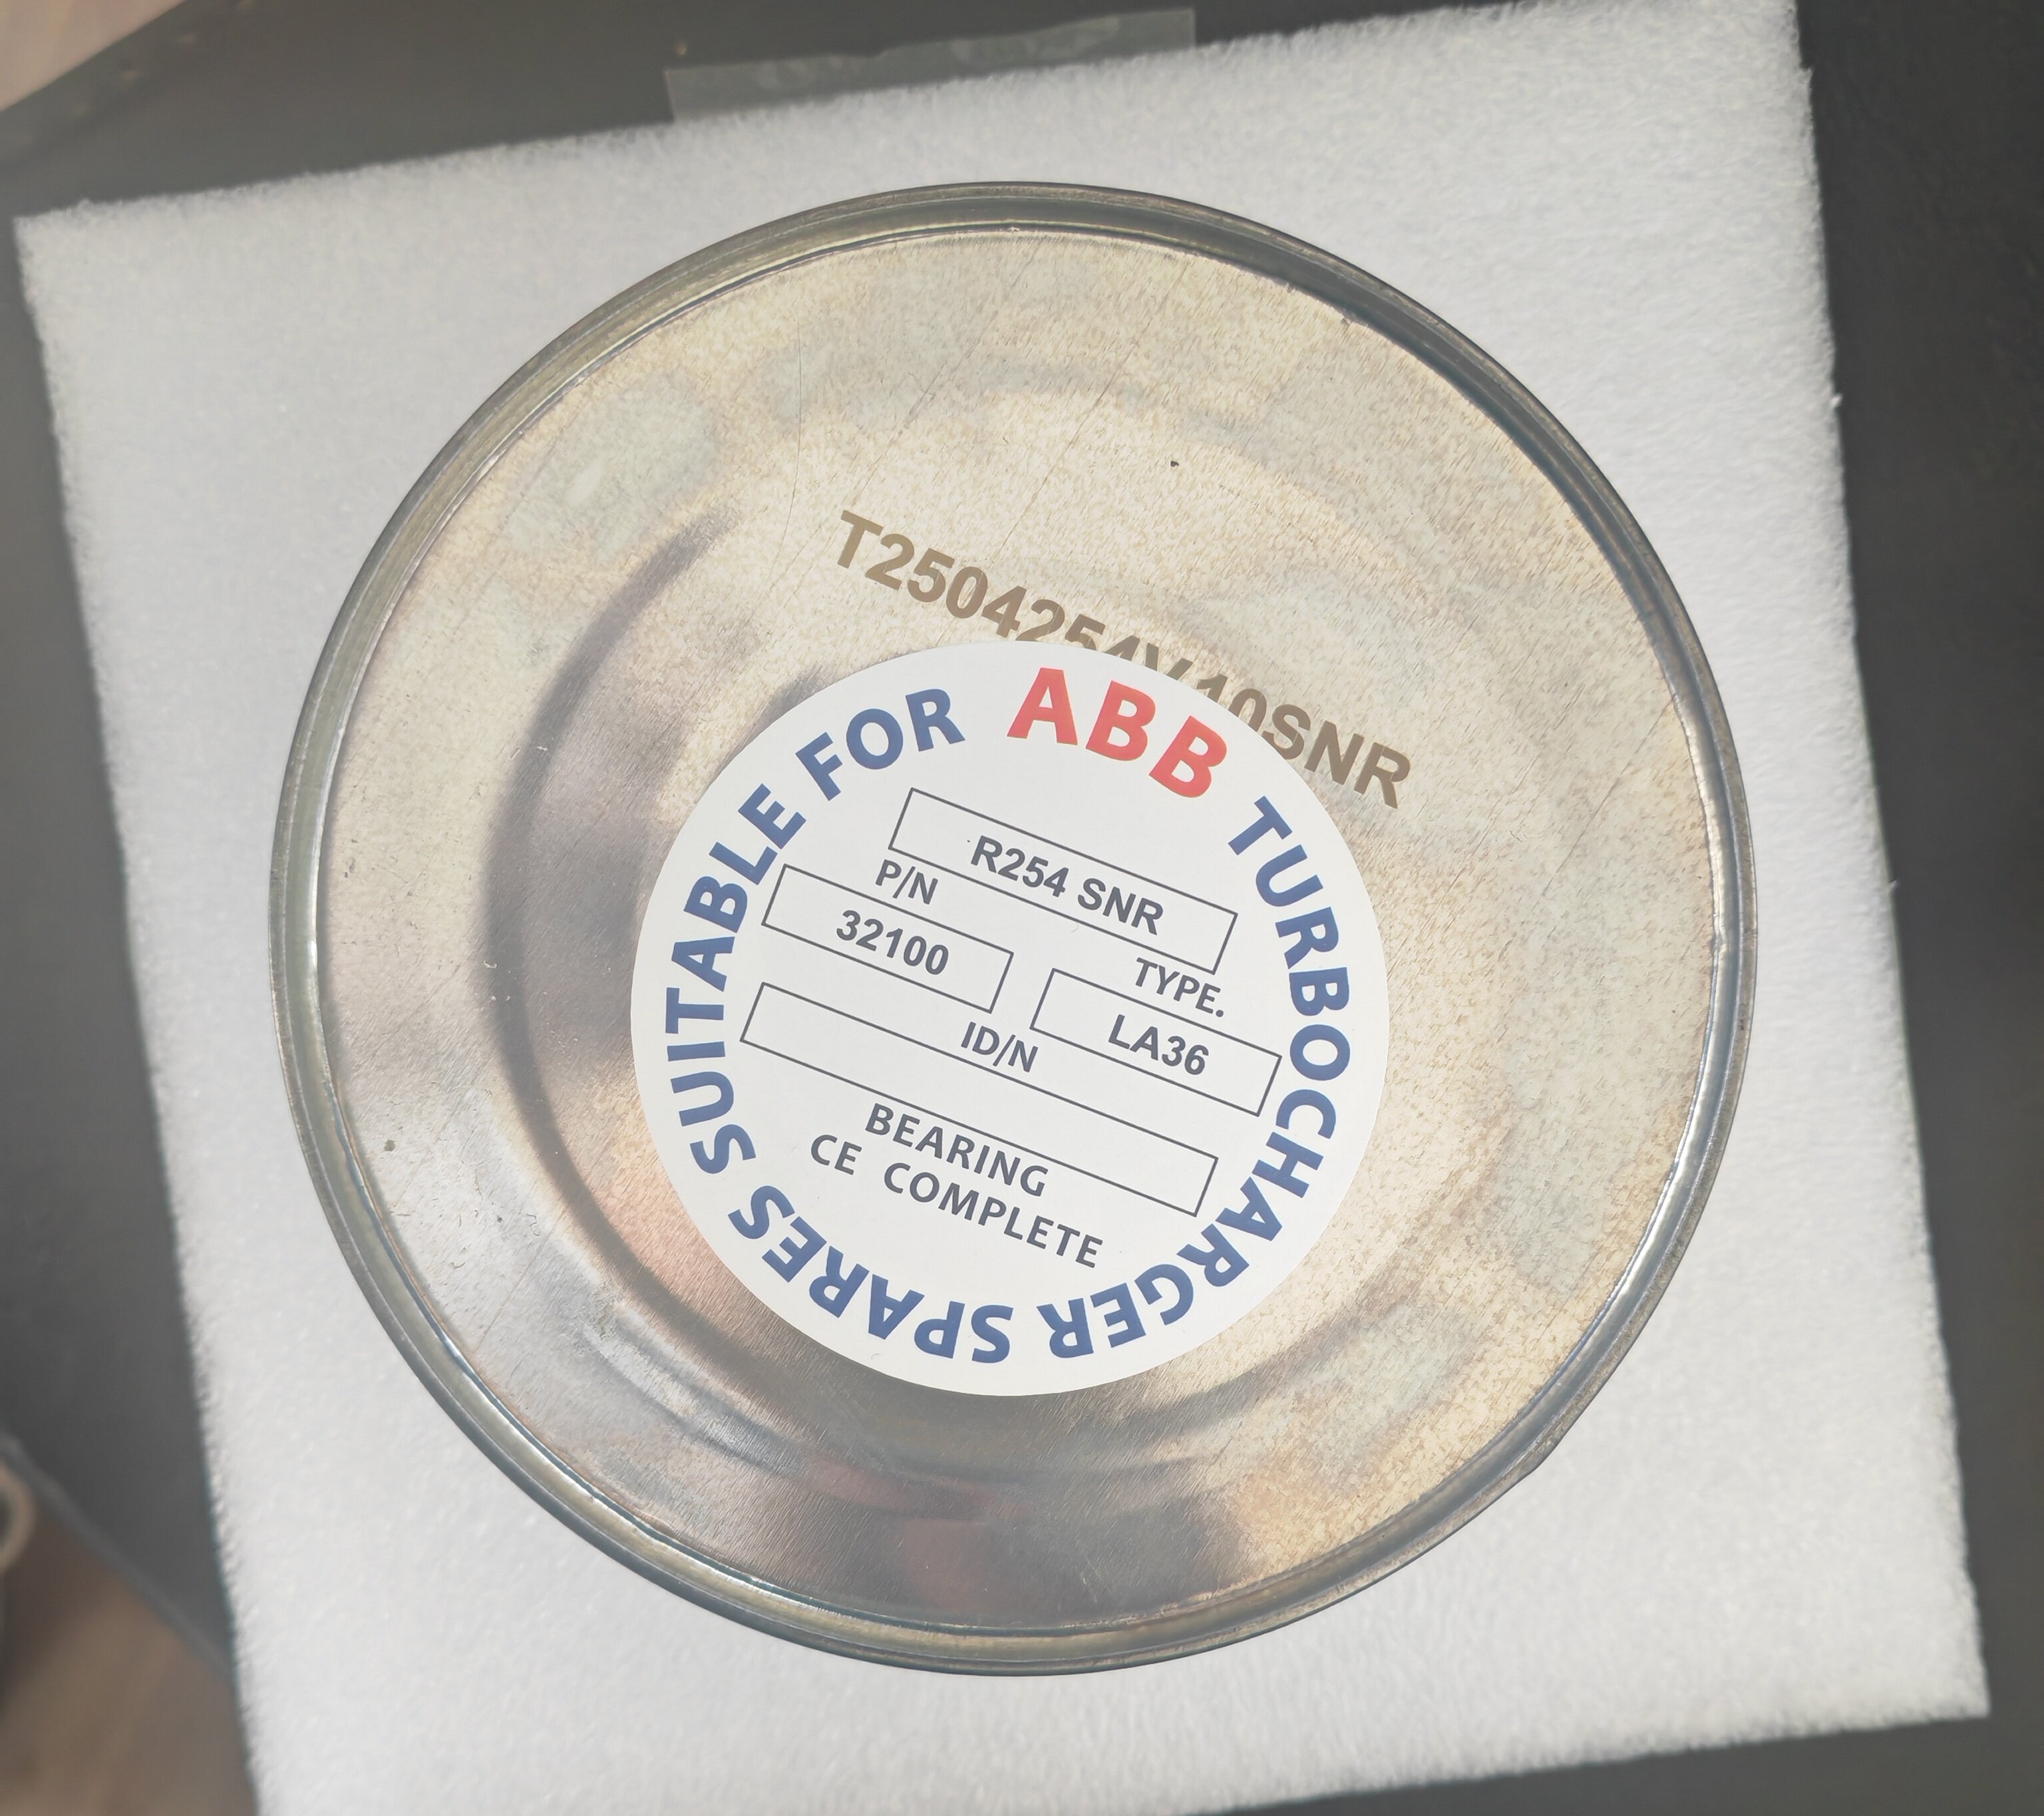 T2504254Y10SNR
SUITABLE FOR ABB TURBOCHARGER SPARES
R254 SNR
P/N
32100
TYPE.
LA36
ID/N
BEARING
CE COMPLETE